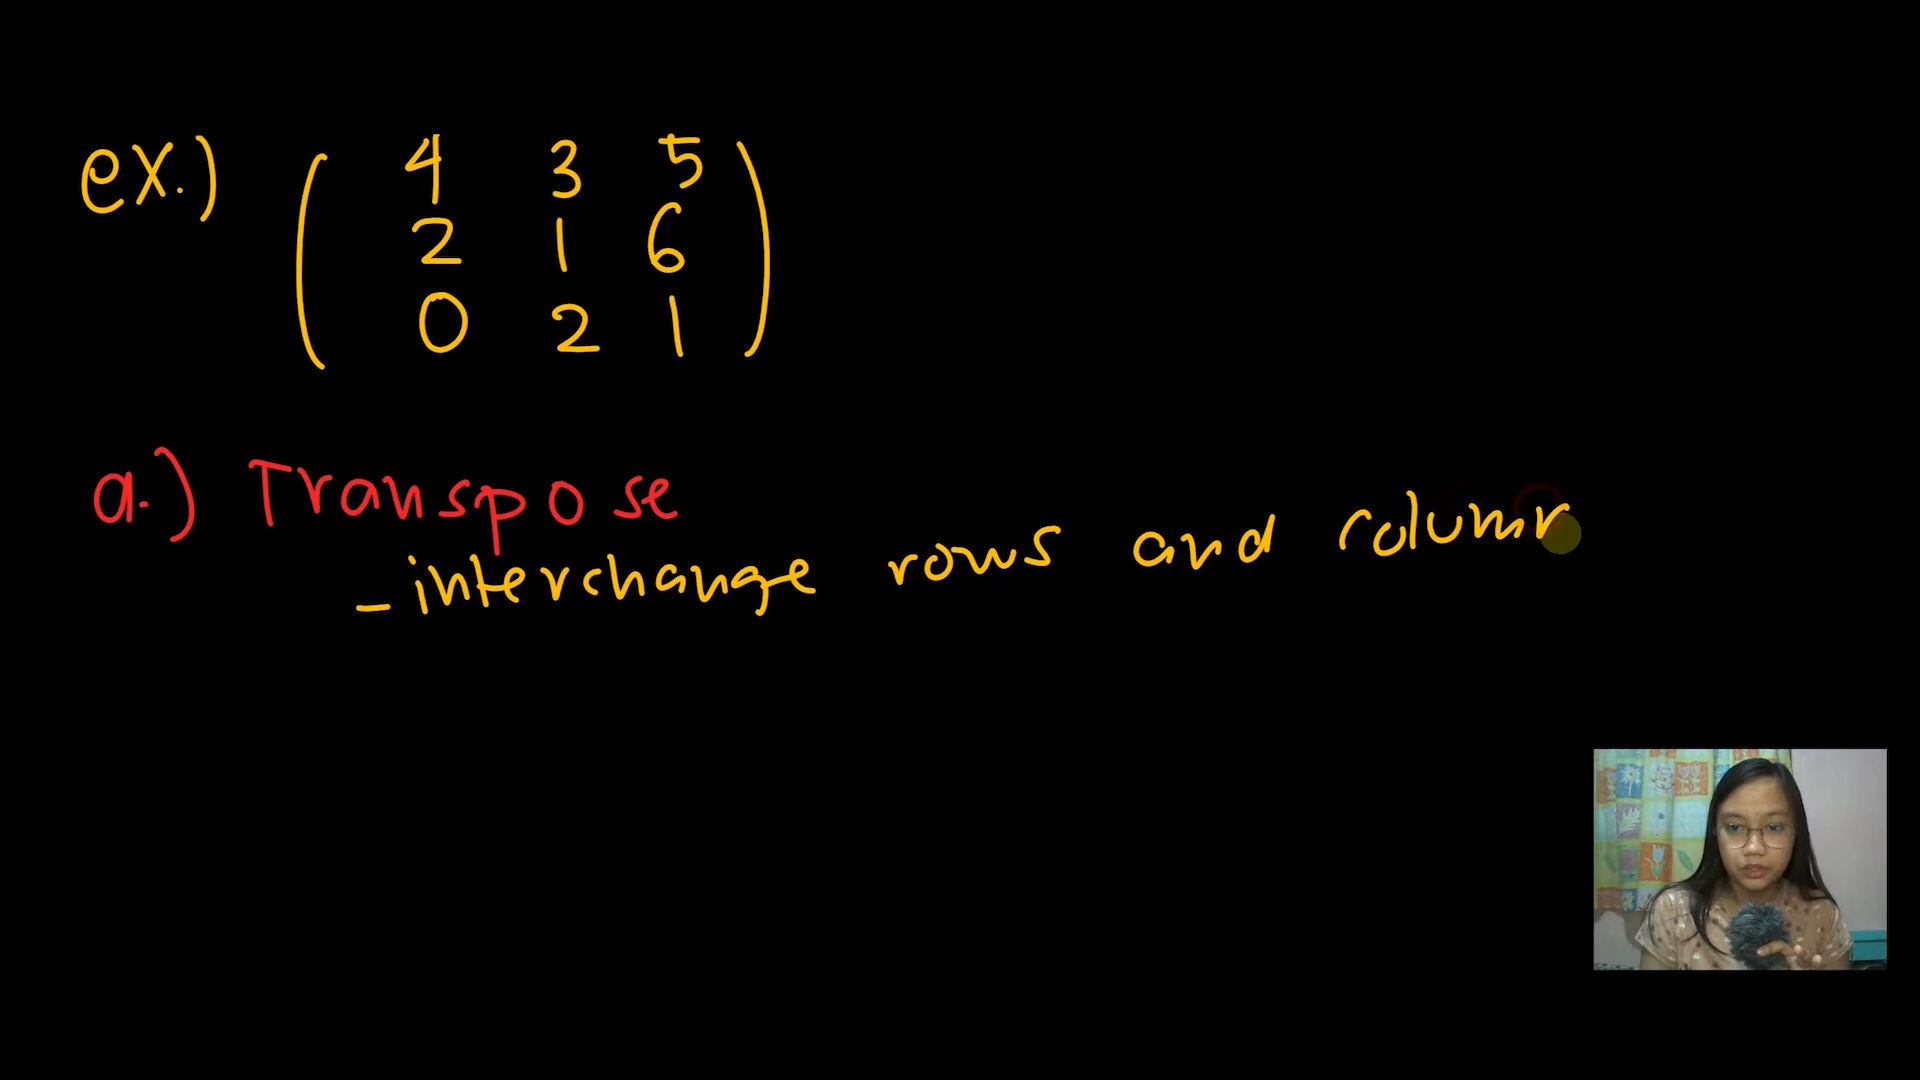 ex.) ( 4 3 5
2 1 6
0 2 1 )
a.) Transpose
- interchange rows and column